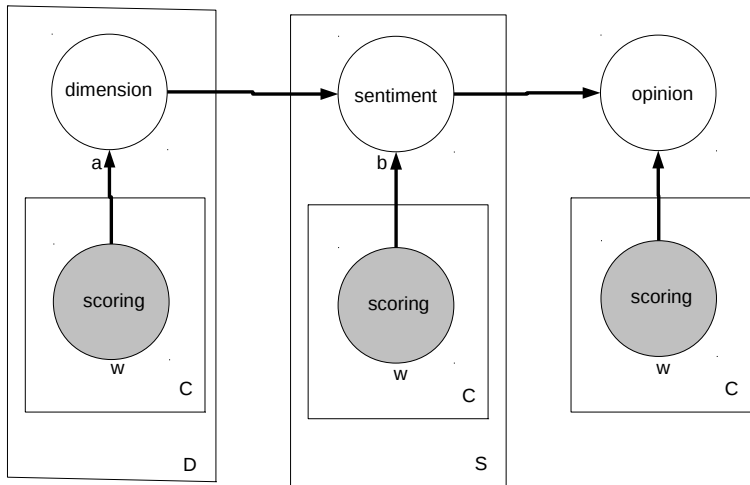 dimension
sentiment
opinion
a
b
scoring
scoring
scoring
w
w
w
C
C
C
D
S